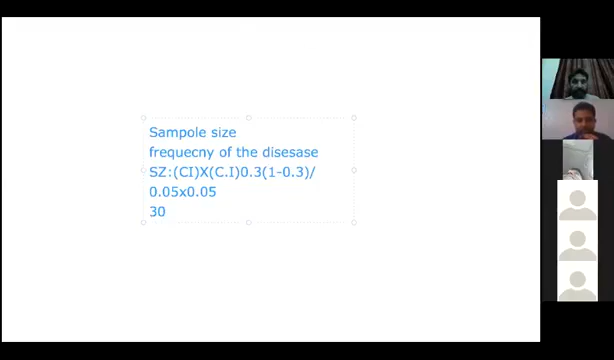 Sampole size
frequecny of the disesase
SZ:(CI)X(C.I)0.3(1-0.3)/
0.05x0.05
30